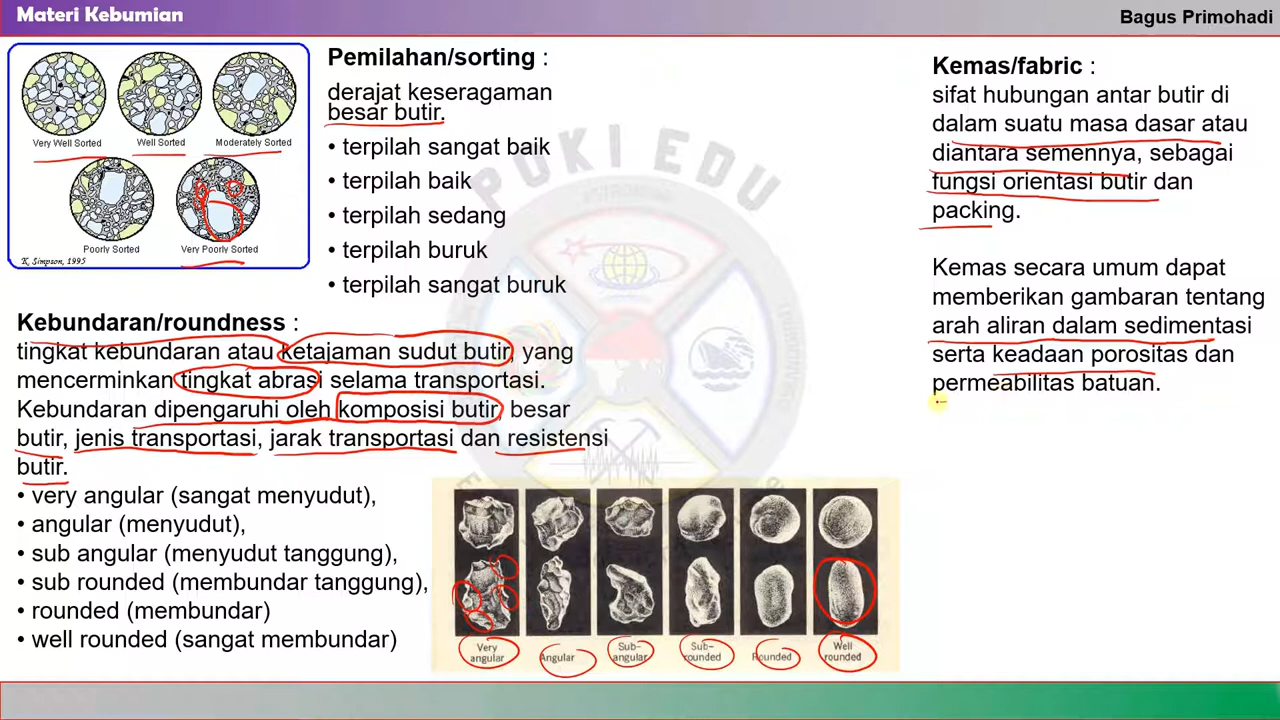 Materi Kebumian
Bagus Primohadi
Very Well Sorted
Well Sorted
Moderately Sorted
Poorly Sorted
Very Poorly Sorted
K. Simpson, 1995
Pemilahan/sorting :
derajat keseragaman
besar butir.
• terpilah sangat baik
• terpilah baik
• terpilah sedang
• terpilah buruk
• terpilah sangat buruk
Kebundaran/roundness :
tingkat kebundaran atau ketajaman sudut butir, yang
mencerminkan tingkat abrasi selama transportasi.
Kebundaran dipengaruhi oleh komposisi butir, besar
butir, jenis transportasi, jarak transportasi dan resistensi
butir.
• very angular (sangat menyudut),
• angular (menyudut),
• sub angular (menyudut tanggung),
• sub rounded (membundar tanggung),
• rounded (membundar)
• well rounded (sangat membundar)
Very
angular
Angular
Sub-
angular
Sub-
rounded
Rounded
Well
rounded
Kemas/fabric :
sifat hubungan antar butir di
dalam suatu masa dasar atau
diantara semennya, sebagai
fungsi orientasi butir dan
packing.
Kemas secara umum dapat
memberikan gambaran tentang
arah aliran dalam sedimentasi
serta keadaan porositas dan
permeabilitas batuan.
PUKI EDU